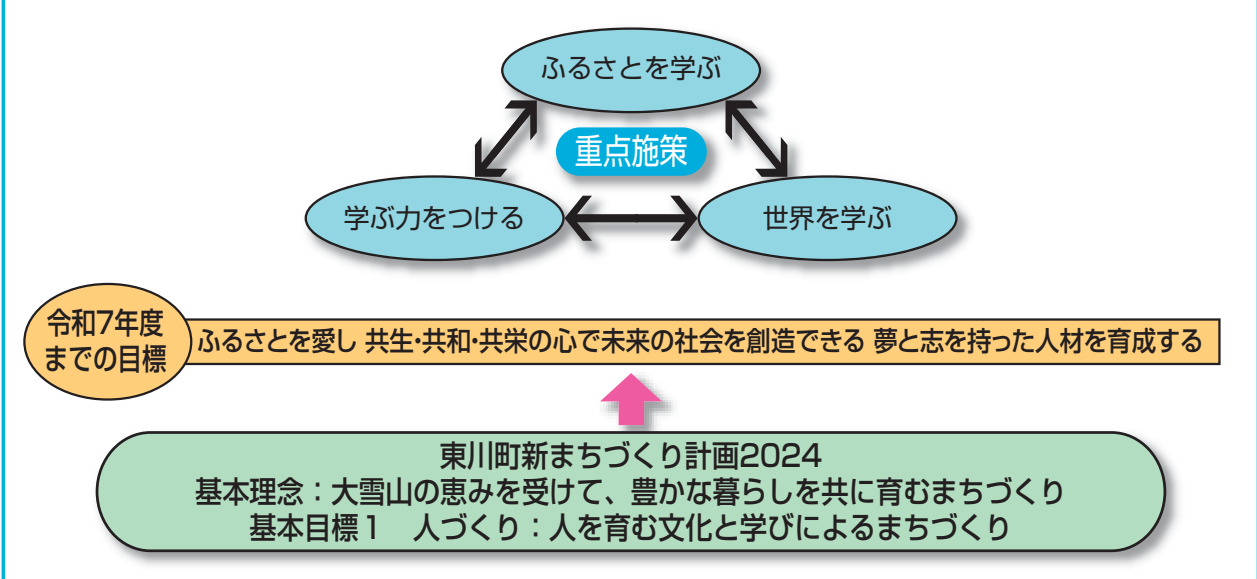 ふるさとを学ぶ
重点施策
学ぶ力をつける
世界を学ぶ
令和7年度
までの目標
ふるさとを愛し 共生・共和・共栄の心で未来の社会を創造できる 夢と志を持った人材を育成する
東川町新まちづくり計画2024
基本理念：大雪山の恵みを受けて、豊かな暮らしを共に育むまちづくり
基本目標1　人づくり：人を育む文化と学びによるまちづくり